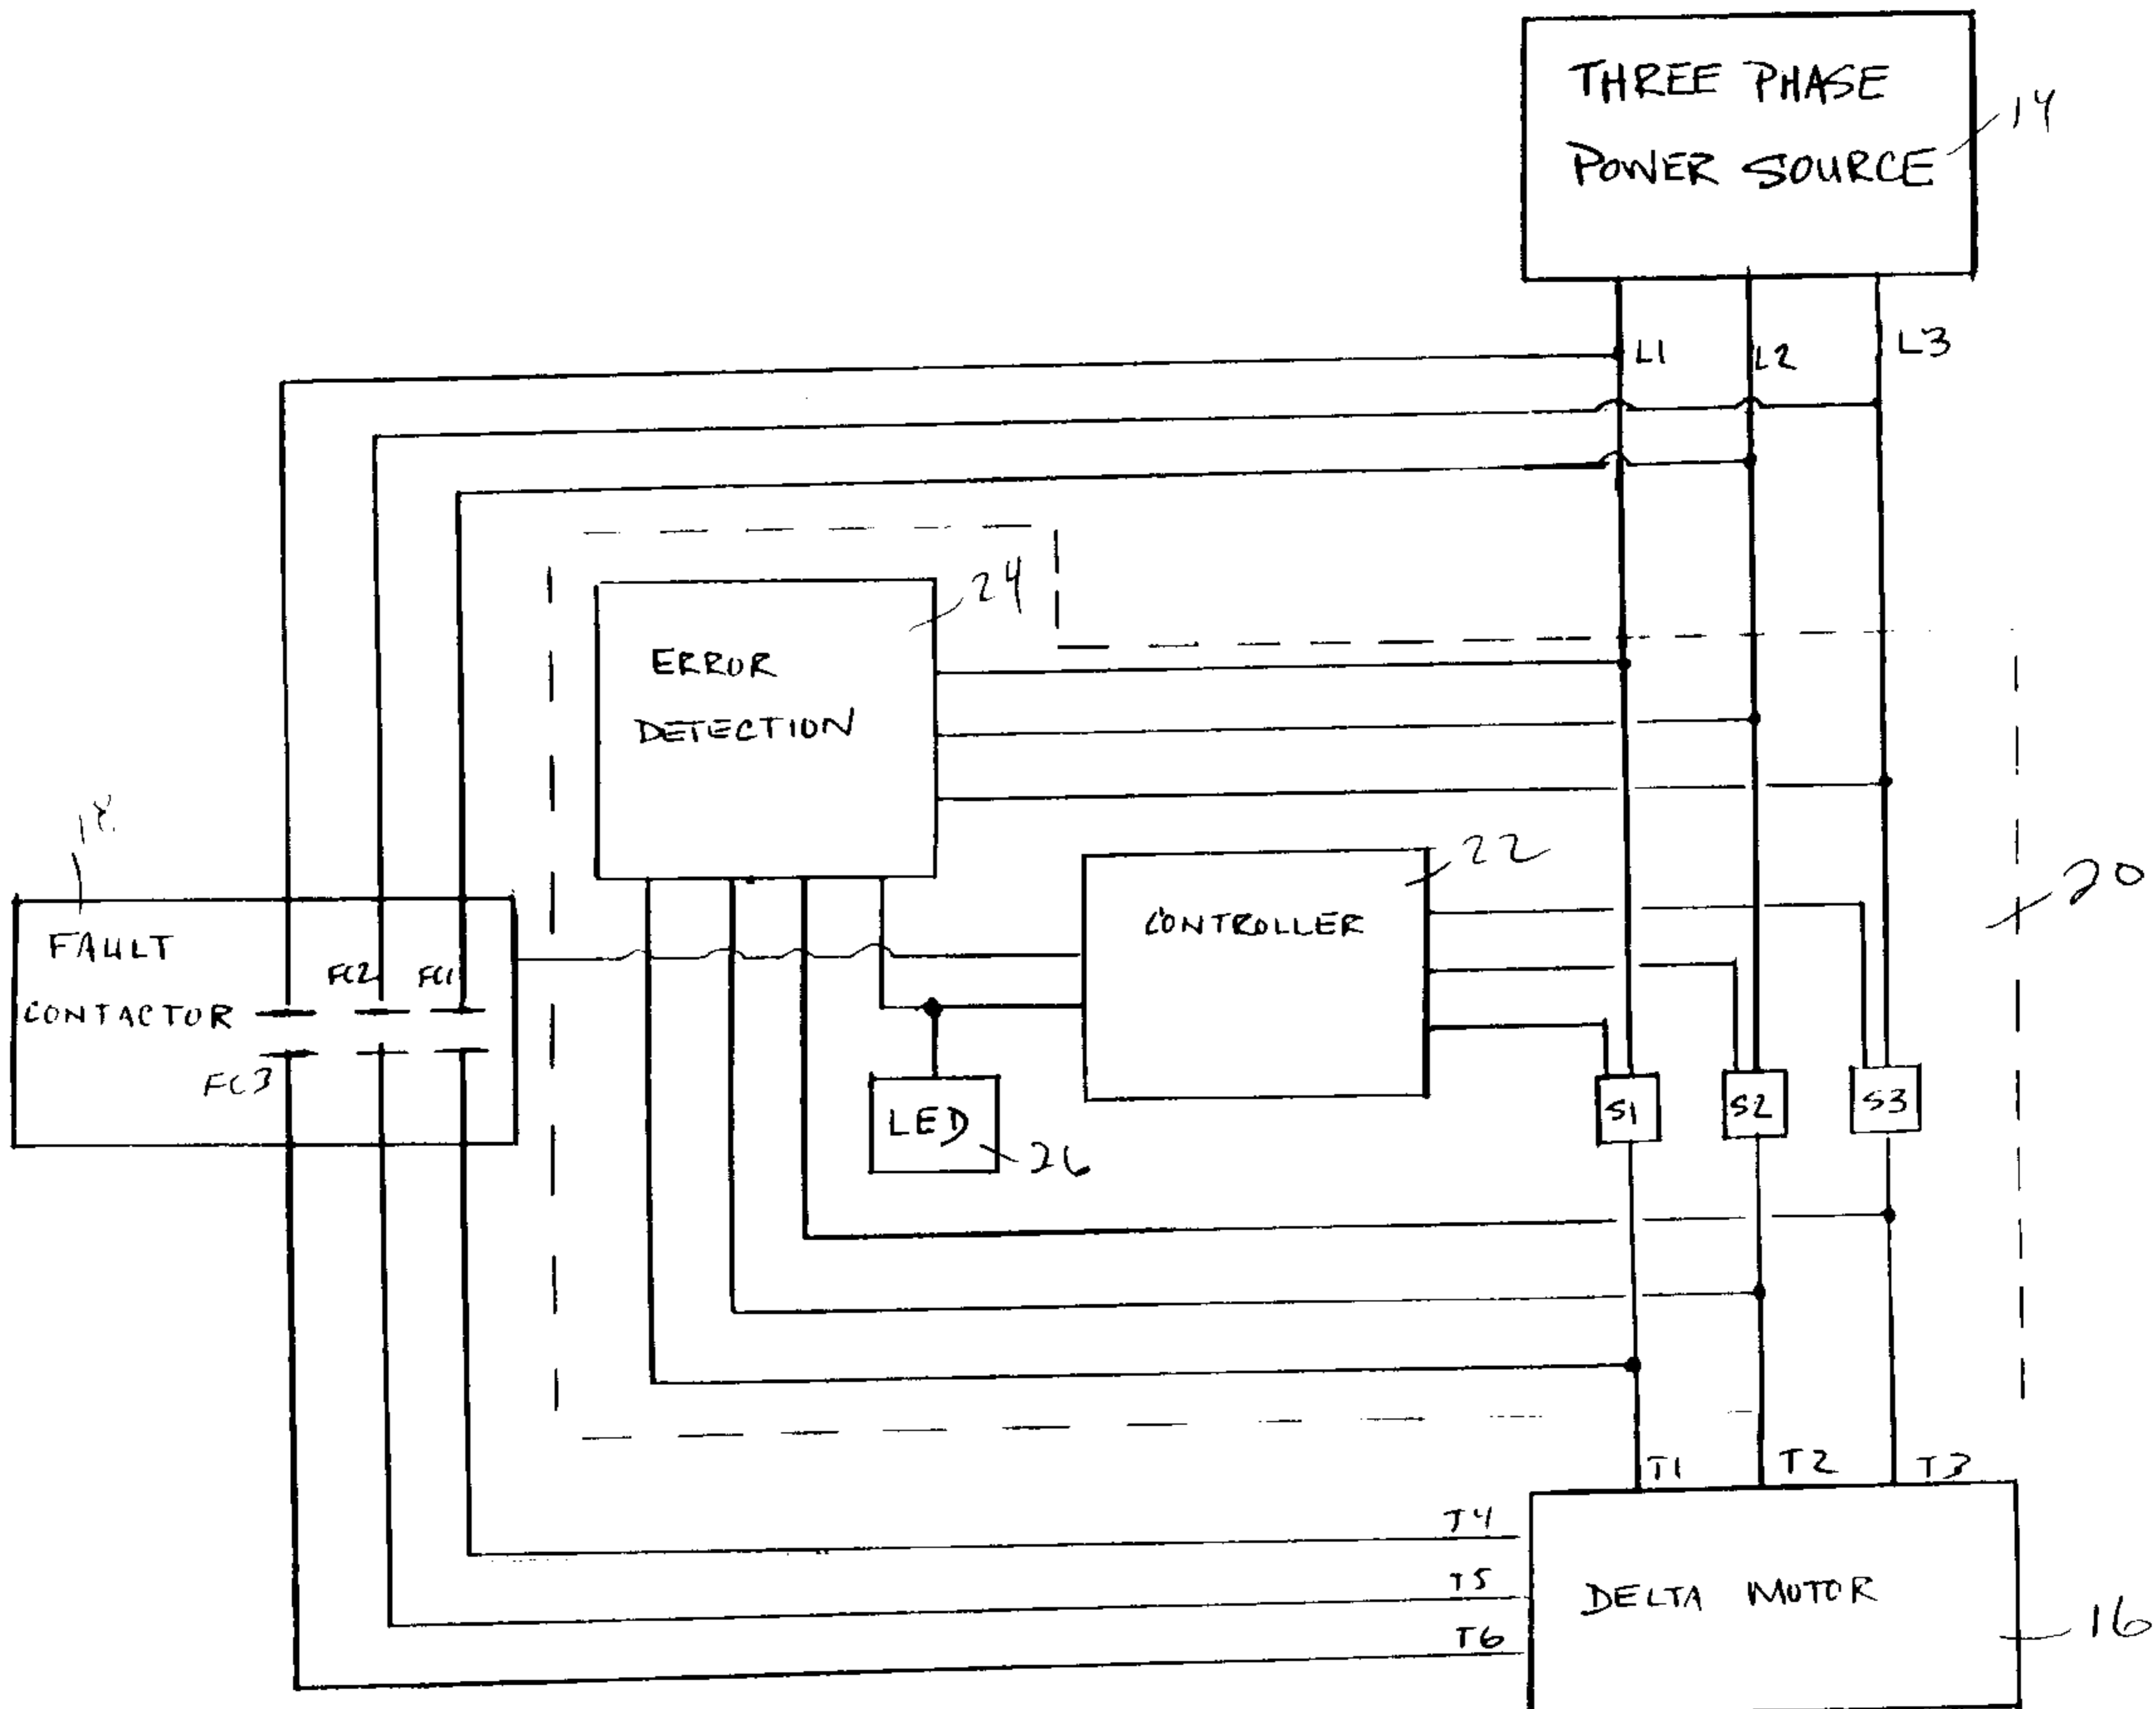 THREE PHASE
POWER SOURCE
14
L1
L2
L3
24
ERROR
DETECTION
18
22
20
FAULT
CONTACTOR
FC2
FC1
FC3
CONTROLLER
LED
26
S1
S2
S3
T1
T2
T3
T4
T5
T6
DELTA MOTOR
16